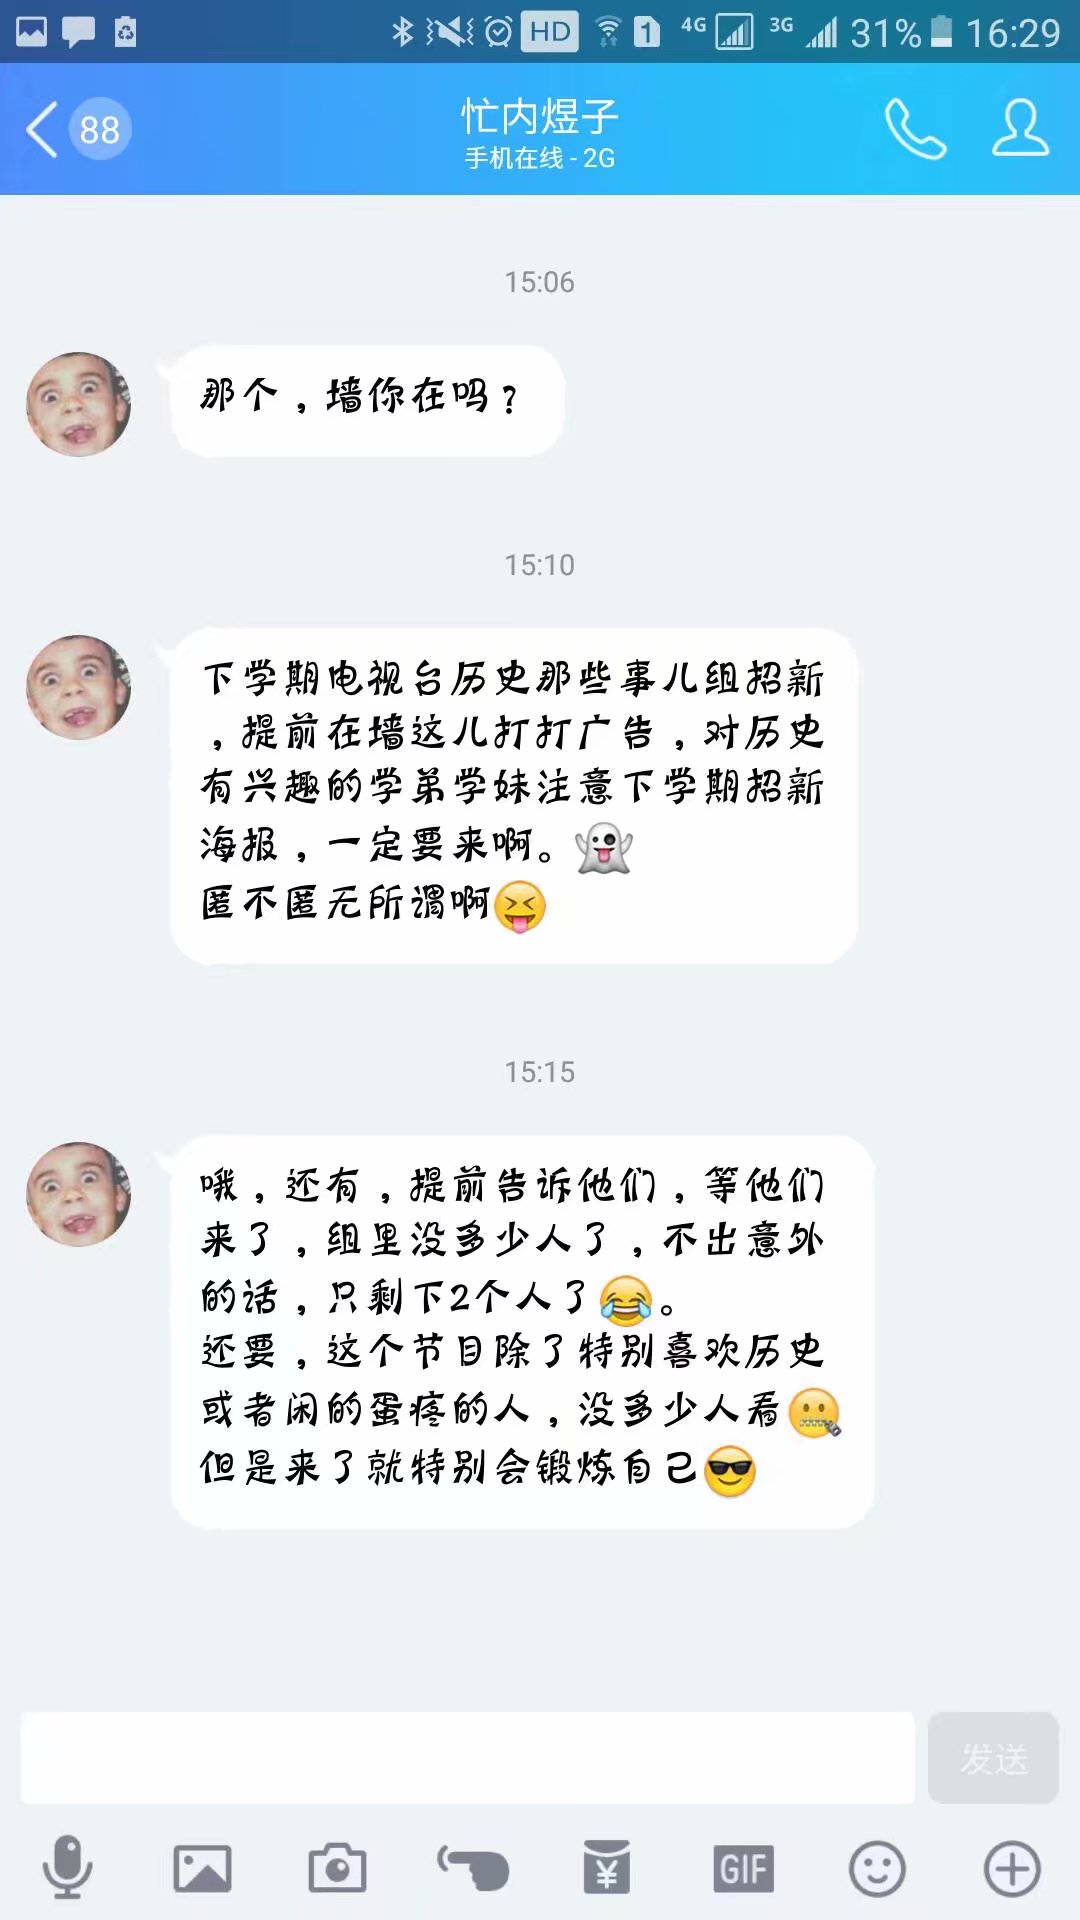 HD 1 4G 3G 31% 16:29
88
忙内煜子
手机在线 - 2G
15:06
那个，墙你在吗？
15:10
下学期电视台历史那些事儿组招新
，提前在墙这儿打打广告，对历史
有兴趣的学弟学妹注意下学期招新
海报，一定要来啊。👻
匿不匿无所谓啊😝
15:15
哦，还有，提前告诉他们，等他们
来了，组里没多少人了，不出意外
的话，只剩下2个人了😂。
还要，这个节目除了特别喜欢历史
或者闲的蛋疼的人，没多少人看🤐
但是来了就特别会锻炼自己😎
发送
¥ GIF